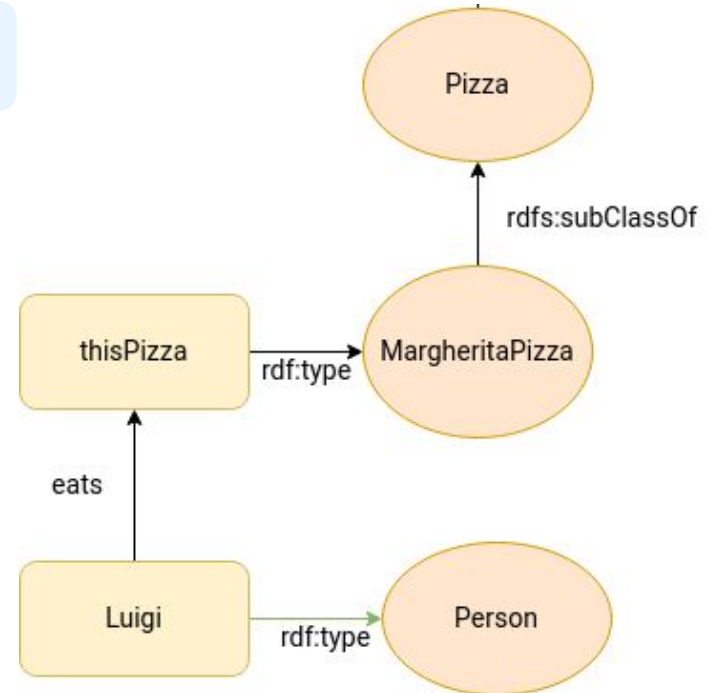 Pizza
rdfs:subClassOf
thisPizza
rdf:type
MargheritaPizza
eats
Luigi
rdf:type
Person